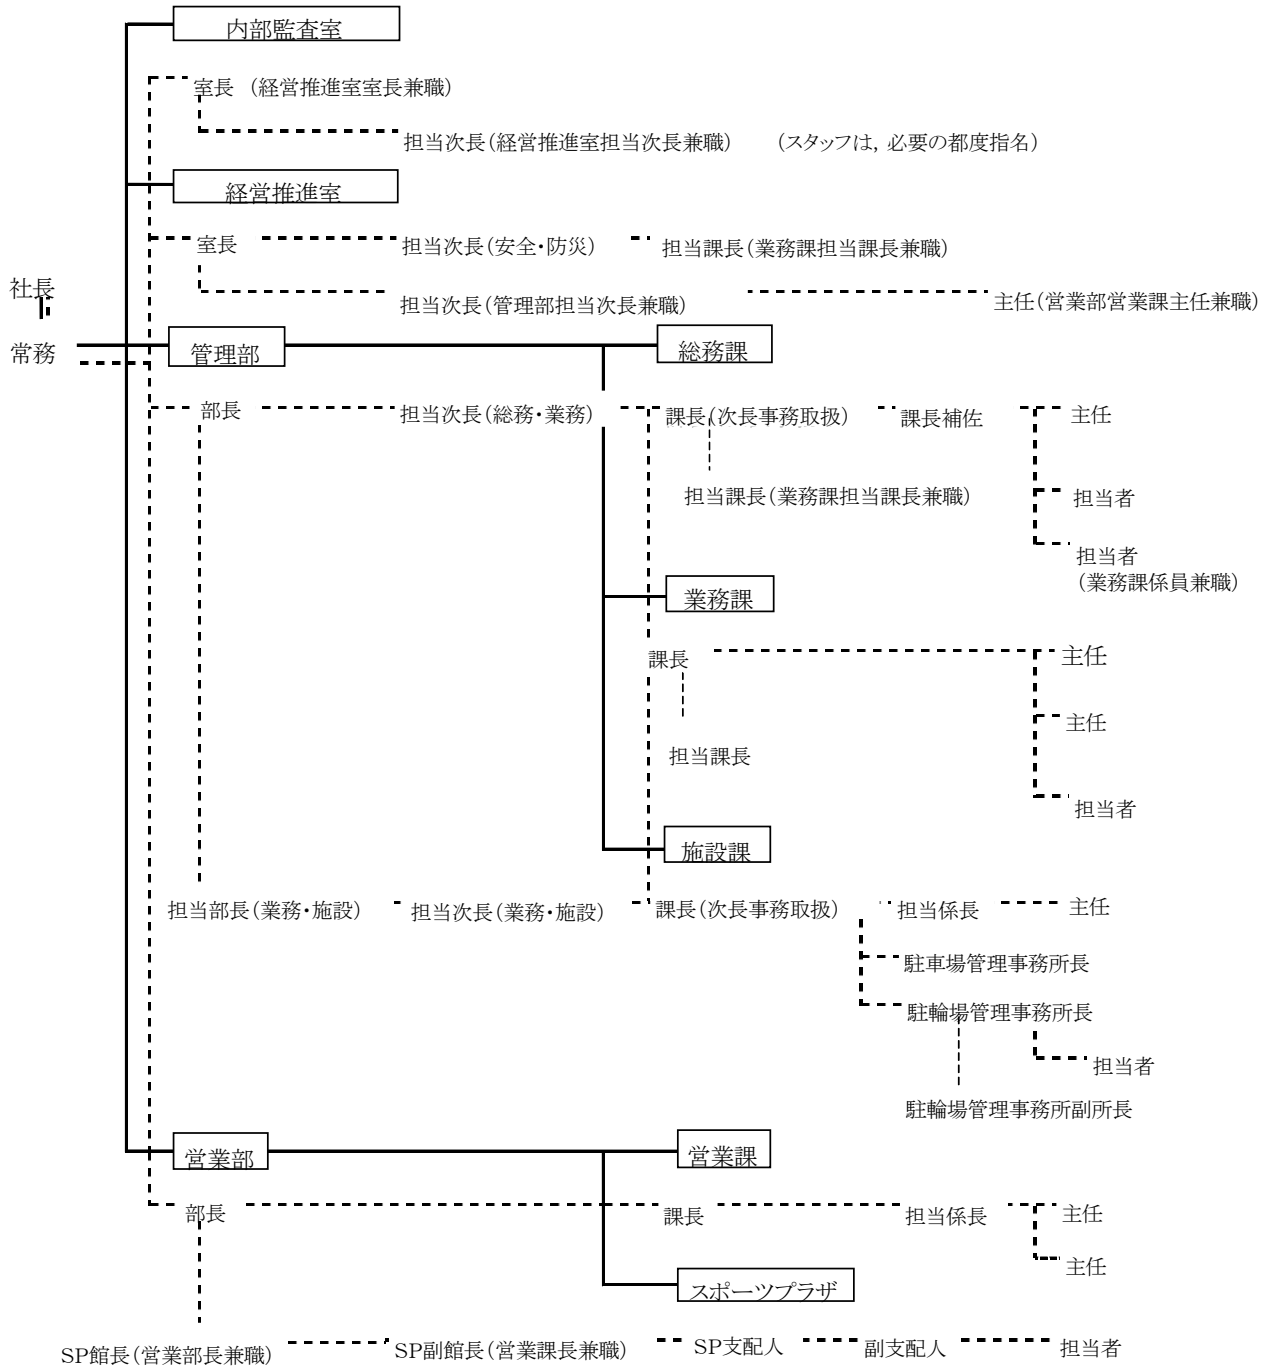 内部監査室
室長 （経営推進室室長兼職）
担当次長（経営推進室担当次長兼職） （スタッフは，必要の都度指名）
経営推進室
室長 担当次長（安全・防災） 担当課長（業務課担当課長兼職）
社長
担当次長（管理部担当次長兼職） 主任（営業部営業課主任兼職）
常務 管理部 総務課
部長 担当次長（総務・業務） 課長（次長事務取扱） 課長補佐 主任
担当課長（業務課担当課長兼職） 担当者
担当者
（業務課係員兼職）
業務課
課長 主任
主任
担当課長
担当者
施設課
担当部長（業務・施設） 担当次長（業務・施設） 課長（次長事務取扱） 担当係長 主任
駐車場管理事務所長
駐輪場管理事務所長
担当者
駐輪場管理事務所副所長
営業部 営業課
部長 課長 担当係長 主任
主任
スポーツプラザ
SP館長（営業部長兼職） SP副館長（営業課長兼職） SP支配人 副支配人 担当者